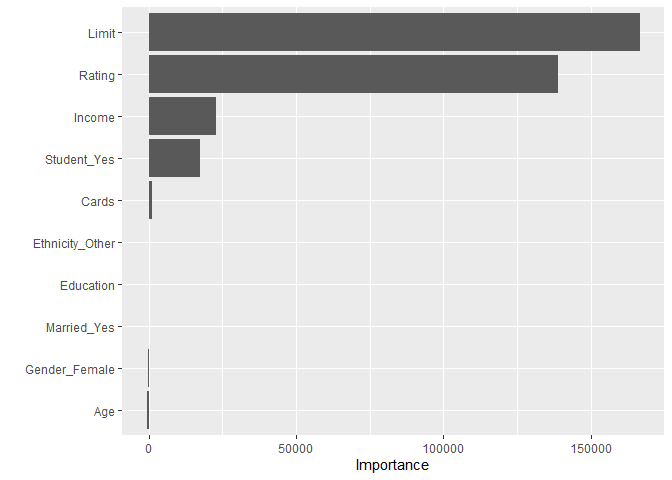 Limit
Rating
Income
Student_Yes
Cards
Ethnicity_Other
Education
Married_Yes
Gender_Female
Age
0 50000 100000 150000
Importance